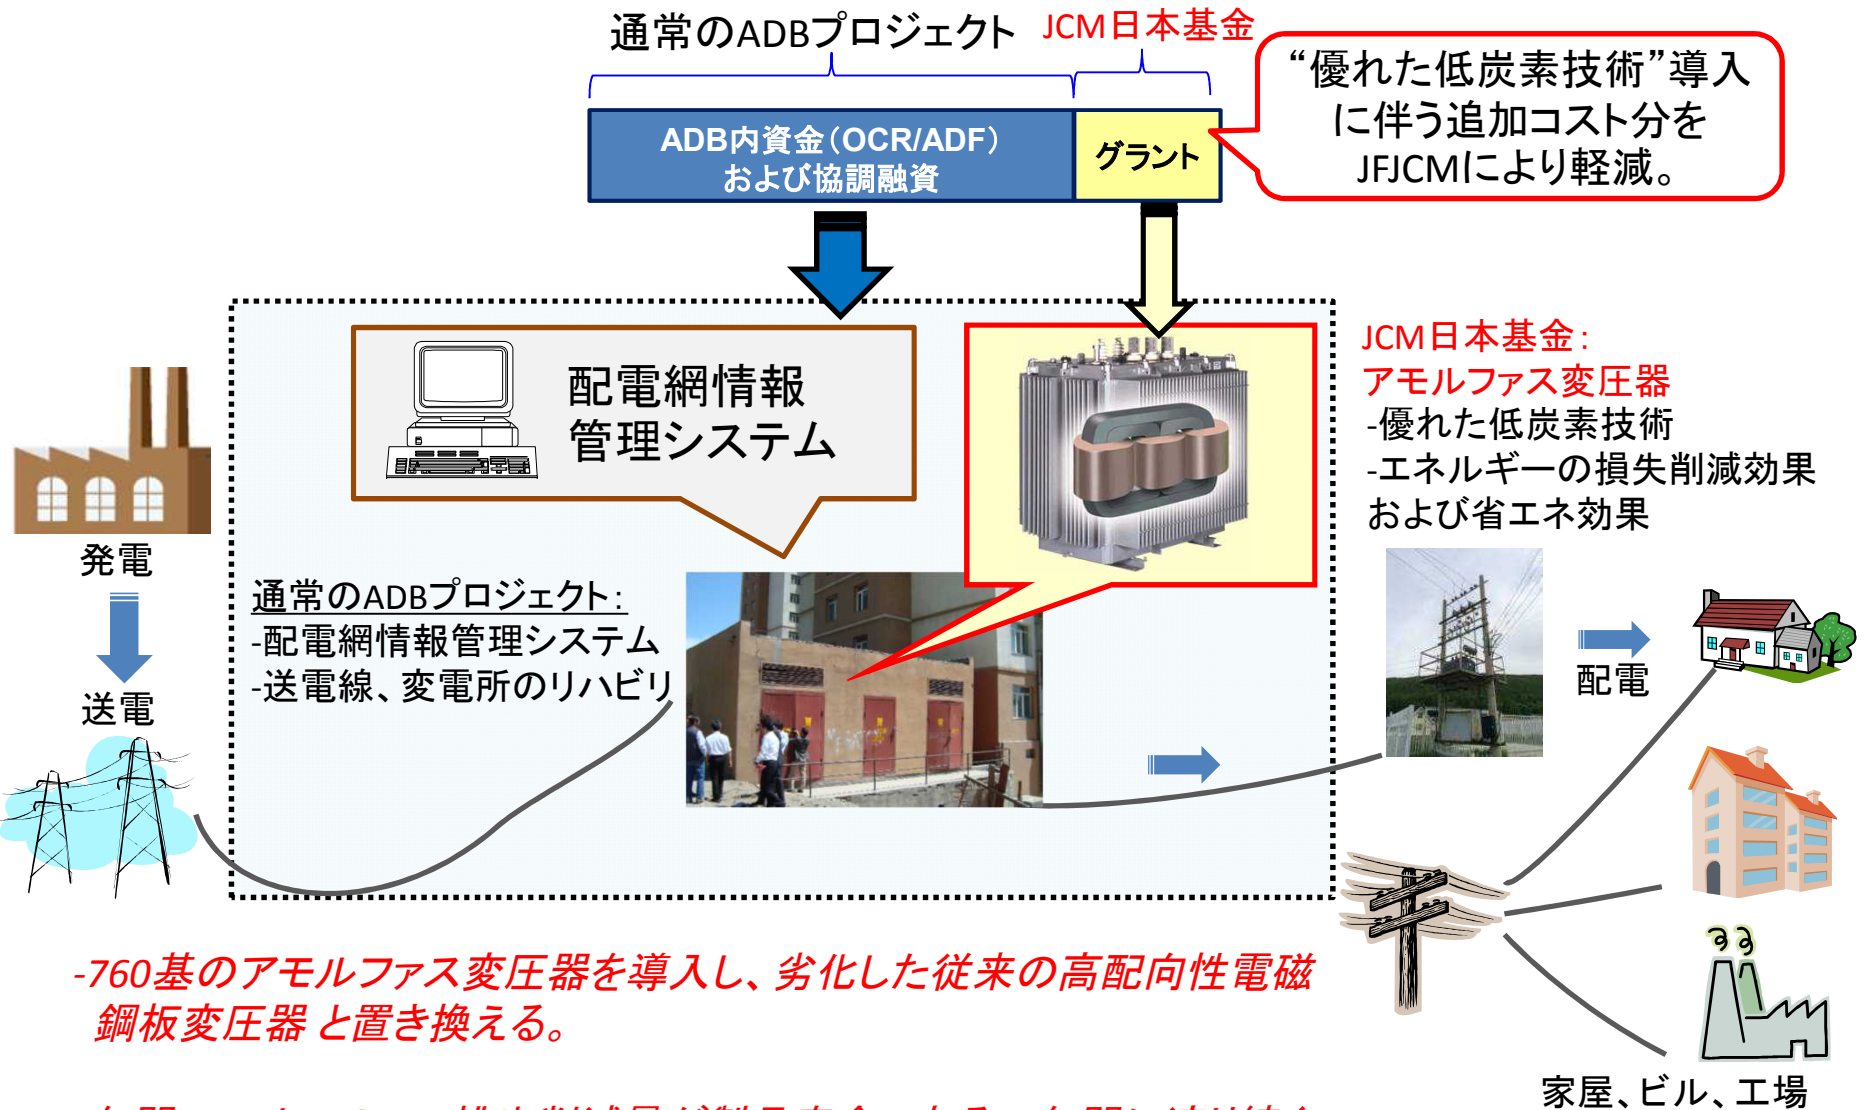 通常のADBプロジェクト
JCM日本基金
“優れた低炭素技術”導入
に伴う追加コスト分を
JFJCMにより軽減。
ADB内資金(OCR/ADF)
および協調融資
グラント
配電網情報
管理システム
JCM日本基金:
アモルファス変圧器
-優れた低炭素技術
-エネルギーの損失削減効果
および省エネ効果
発電
送電
通常のADBプロジェクト:
-配電網情報管理システム
-送電線、変電所のリハビリ
配電
-760基のアモルファス変圧器を導入し、劣化した従来の高配向性電磁
鋼板変圧器 と置き換える。
家屋、ビル、工場